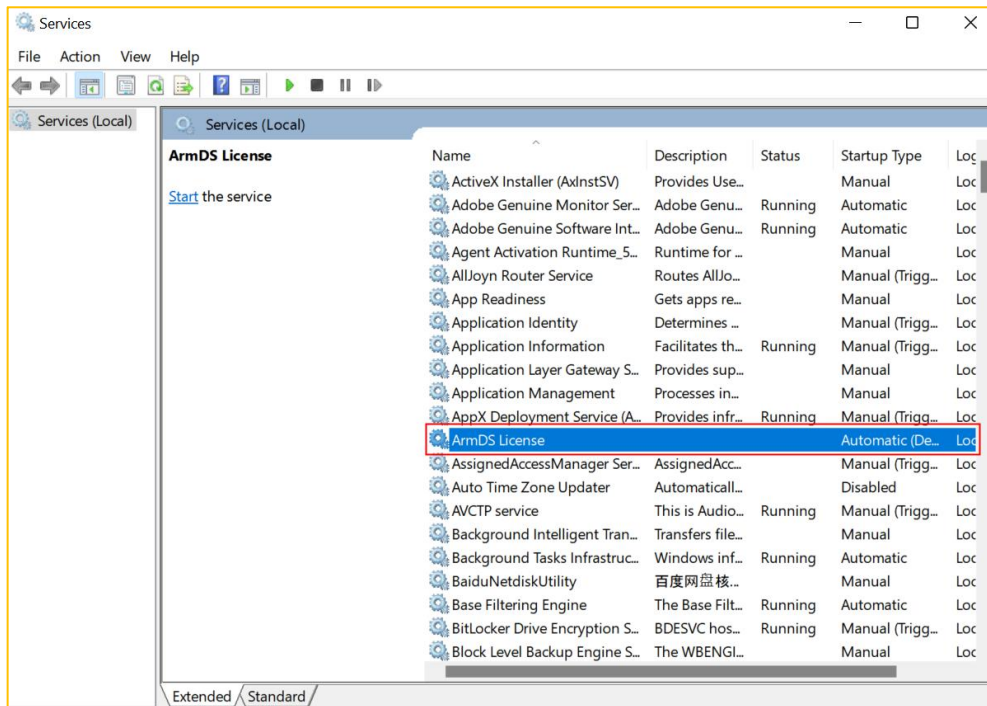 Services
File Action View Help
Services (Local)
Services (Local)
ArmDS License
Start the service
Name Description Status Startup Type Log
ActiveX Installer (AxInstSV) Provides Use... Manual Loc
Adobe Genuine Monitor Ser... Adobe Genu... Running Automatic Loc
Adobe Genuine Software Int... Adobe Genu... Running Automatic Loc
Agent Activation Runtime_5... Runtime for ... Manual Loc
AllJoyn Router Service Routes AllJo... Manual (Trigg... Loc
App Readiness Gets apps re... Manual Loc
Application Identity Determines ... Manual (Trigg... Loc
Application Information Facilitates th... Running Manual (Trigg... Loc
Application Layer Gateway S... Provides sup... Manual Loc
Application Management Processes in... Manual Loc
AppX Deployment Service (A... Provides infr... Running Manual (Trigg... Loc
ArmDS License Automatic (De... Loc
AssignedAccessManager Ser... AssignedAcc... Manual (Trigg... Loc
Auto Time Zone Updater Automaticall... Disabled Loc
AVCTP service This is Audio... Running Manual (Trigg... Loc
Background Intelligent Tran... Transfers file... Manual Loc
Background Tasks Infrastruc... Windows inf... Running Automatic Loc
BaiduNetdiskUtility 百度网盘核... Manual Loc
Base Filtering Engine The Base Filt... Running Automatic Loc
BitLocker Drive Encryption S... BDESVC hos... Running Manual (Trigg... Loc
Block Level Backup Engine S... The WBENGI... Manual Loc
Extended Standard